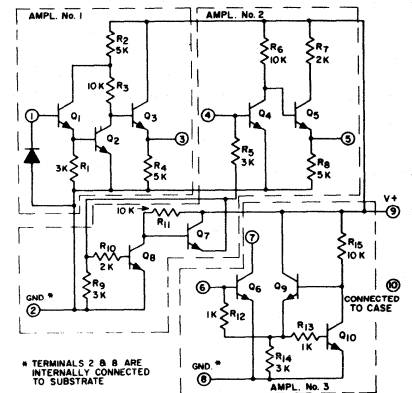 AMPL. No. 1
AMPL. No. 2
R2
5K
10K
R3
R6
10K
R7
2K
1
Q1
Q2
Q3
3
3K
R1
R4
5K
4
Q4
Q5
5
R5
3K
R8
5K
10K
R11
Q7
V+
9
R10
2K
Q8
R9
3K
GND.*
2
7
6
Q6
Q9
R15
10K
10
CONNECTED
TO CASE
1K
R12
R13
1K
Q10
R14
3K
GND.*
8
AMPL. No. 3
* TERMINALS 2 & 8 ARE
INTERNALLY CONNECTED
TO SUBSTRATE